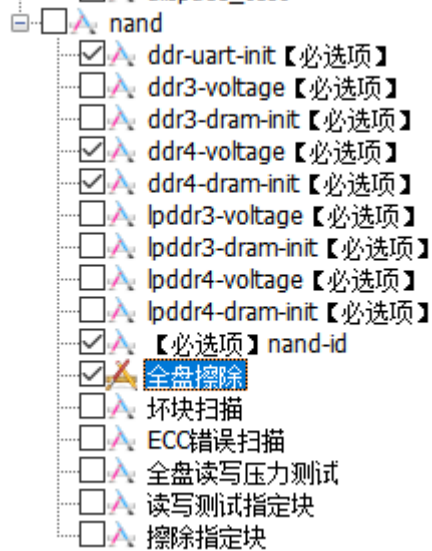 nand
ddr-uart-init【必选项】
ddr3-voltage【必选项】
ddr3-dram-init【必选项】
ddr4-voltage【必选项】
ddr4-dram-init【必选项】
lpddr3-voltage【必选项】
lpddr3-dram-init【必选项】
lpddr4-voltage【必选项】
lpddr4-dram-init【必选项】
【必选项】nand-id
全盘擦除
坏块扫描
ECC错误扫描
全盘读写压力测试
读写测试指定块
擦除指定块